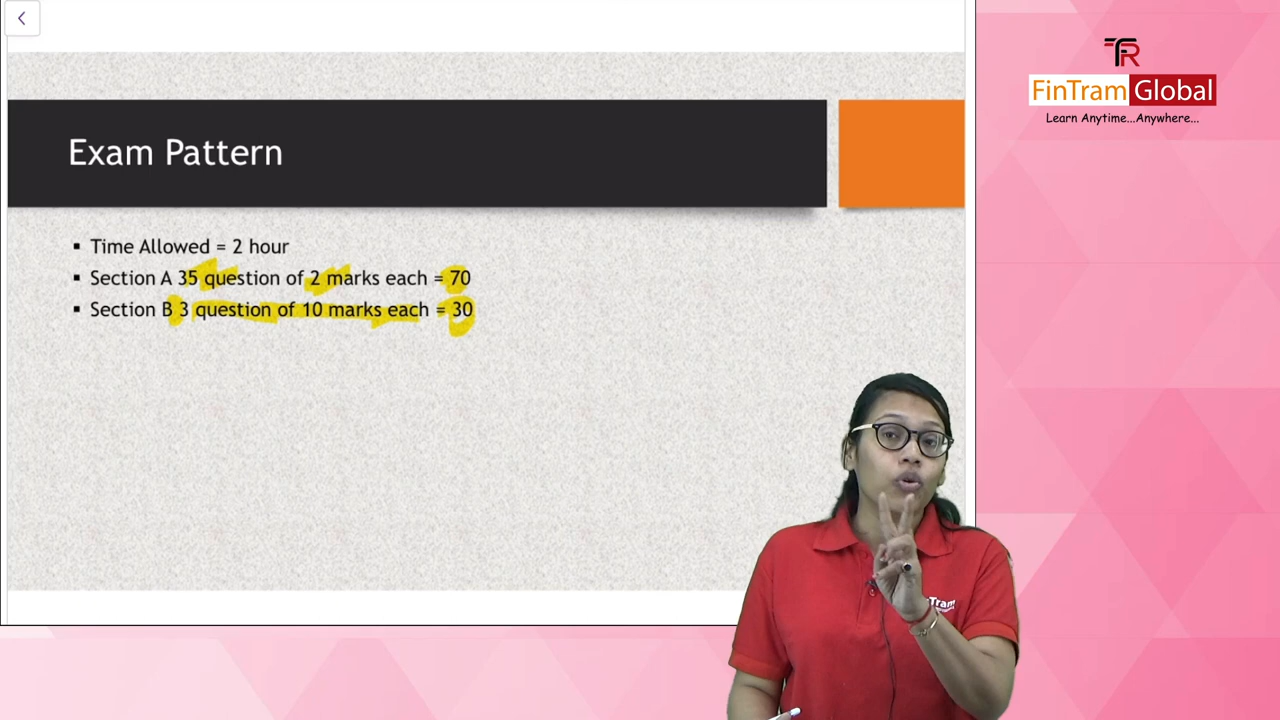 Exam Pattern
▪ Time Allowed = 2 hour
▪ Section A 35 question of 2 marks each = 70
▪ Section B 3 question of 10 marks each = 30
FinTram Global
Learn Anytime...Anywhere...